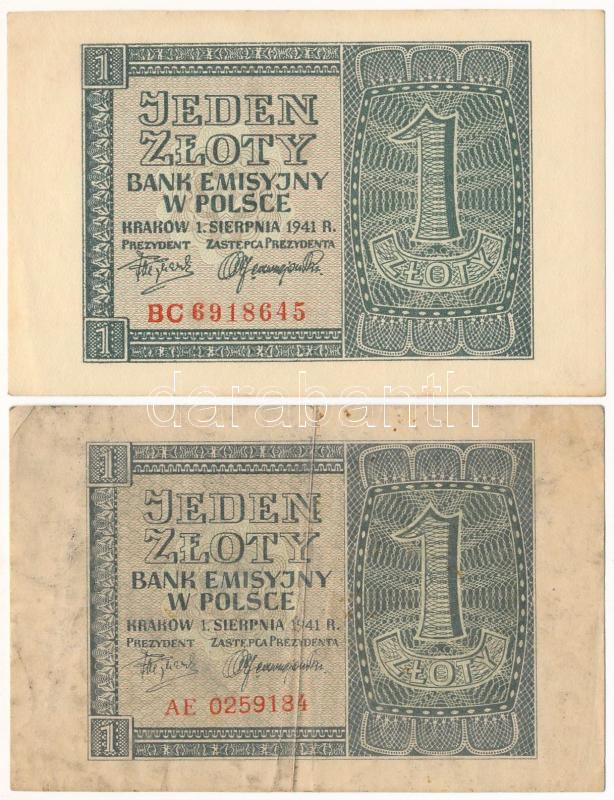 1
JEDEN
ZŁOTY
BANK EMISYJNY
W POLSCE
KRAKÓW 1. SIERPNIA 1941 R.
PREZYDENT ZASTĘPCA PREZYDENTA
BC 6918645
1
1
ZŁOTY
darabanth
1
JEDEN
ZŁOTY
BANK EMISYJNY
W POLSCE
KRAKÓW 1. SIERPNIA 1941 R.
PREZYDENT ZASTĘPCA PREZYDENTA
AE 0259184
1
1
ZŁOTY